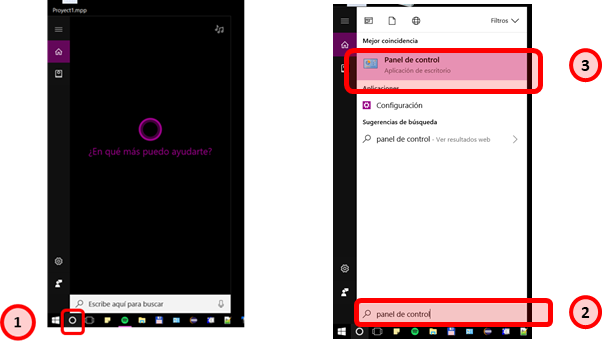 Proyect1.mpp
¿En qué más puedo ayudarte?
Escribe aquí para buscar
1
Filtros
Mejor coincidencia
Panel de control
Aplicación de escritorio
3
Aplicaciones
Configuración
Sugerencias de búsqueda
panel de control - Ver resultados web
panel de control
2